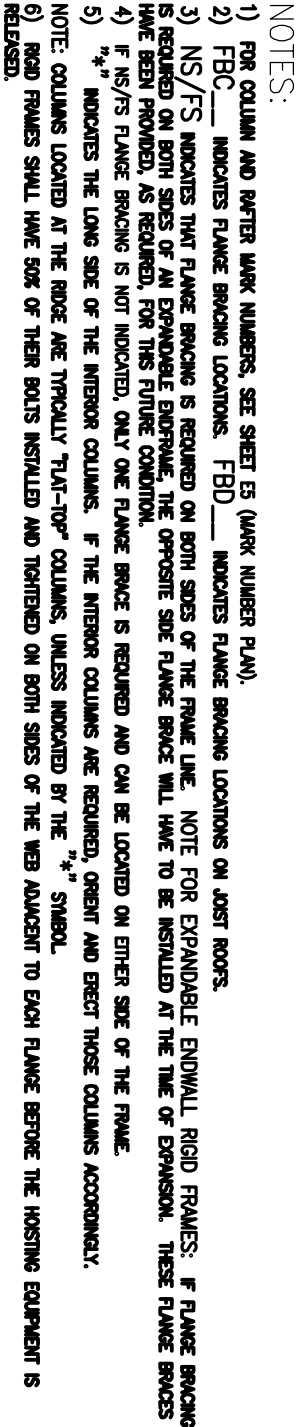 NOTES:
1) FOR COLUMN AND RAFTER MARK NUMBERS, SEE SHEET E5 (MARK NUMBER PLAN).
2) FBC___ INDICATES FLANGE BRACING LOCATIONS. FBD___ INDICATES FLANGE BRACING LOCATIONS ON JOIST ROOFS.
3) NS/FS INDICATES THAT FLANGE BRACING IS REQUIRED ON BOTH SIDES OF THE FRAME LINE. NOTE FOR EXPANDABLE ENDWALL RIGID FRAMES: IF FLANGE BRACING
IS REQUIRED ON BOTH SIDES OF AN EXPANDABLE ENDFRAME, THE OPPOSITE SIDE FLANGE BRACE WILL HAVE TO BE INSTALLED AT THE TIME OF EXPANSION. THESE FLANGE BRACES
HAVE BEEN PROVIDED, AS REQUIRED, FOR THIS FUTURE CONDITION.
4) IF NS/FS FLANGE BRACING IS NOT INDICATED, ONLY ONE FLANGE BRACE IS REQUIRED AND CAN BE LOCATED ON EITHER SIDE OF THE FRAME.
5) "*" INDICATES THE LONG SIDE OF THE INTERIOR COLUMNS. IF THE INTERIOR COLUMNS ARE REQUIRED, ORIENT AND ERECT THOSE COLUMNS ACCORDINGLY.
NOTE: COLUMNS LOCATED AT THE RIDGE ARE TYPICALLY "FLAT-TOP" COLUMNS, UNLESS INDICATED BY THE "*" SYMBOL.
6) RIGID FRAMES SHALL HAVE 50% OF THEIR BOLTS INSTALLED AND TIGHTENED ON BOTH SIDES OF THE WEB ADJACENT TO EACH FLANGE BEFORE THE HOISTING EQUIPMENT IS
RELEASED.